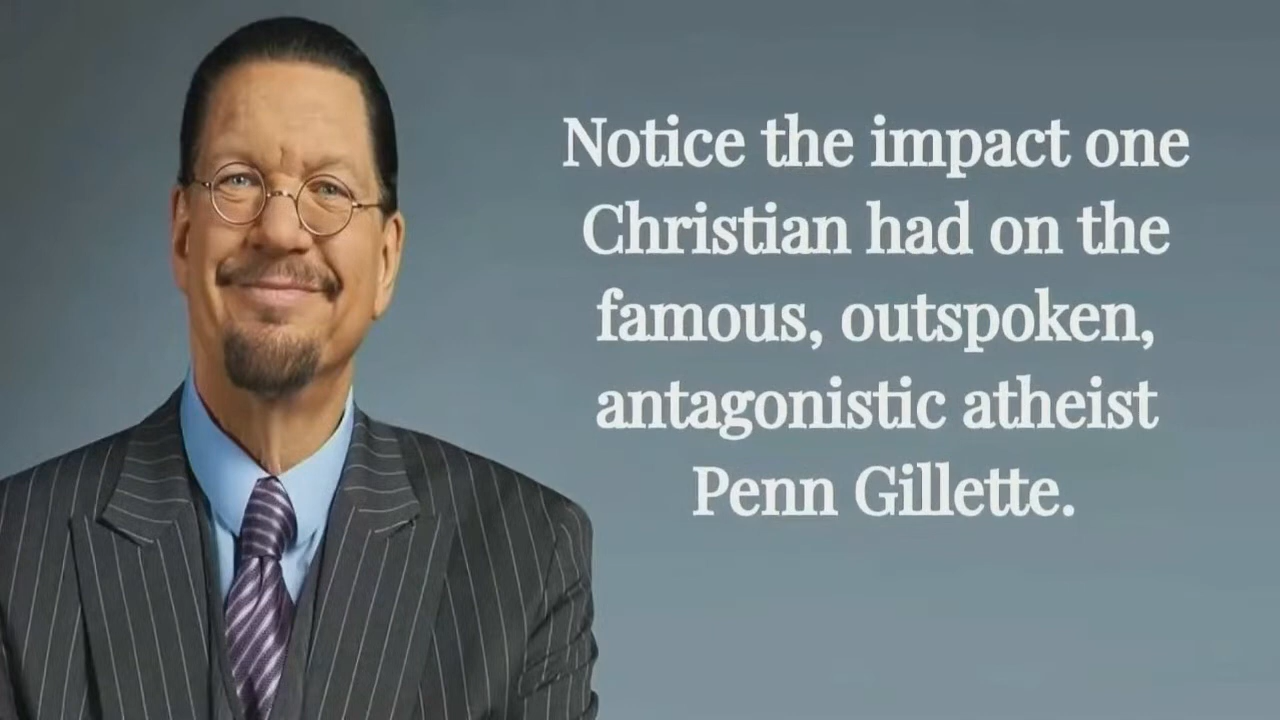 Notice the impact one
Christian had on the
famous, outspoken,
antagonistic atheist
Penn Gillette.